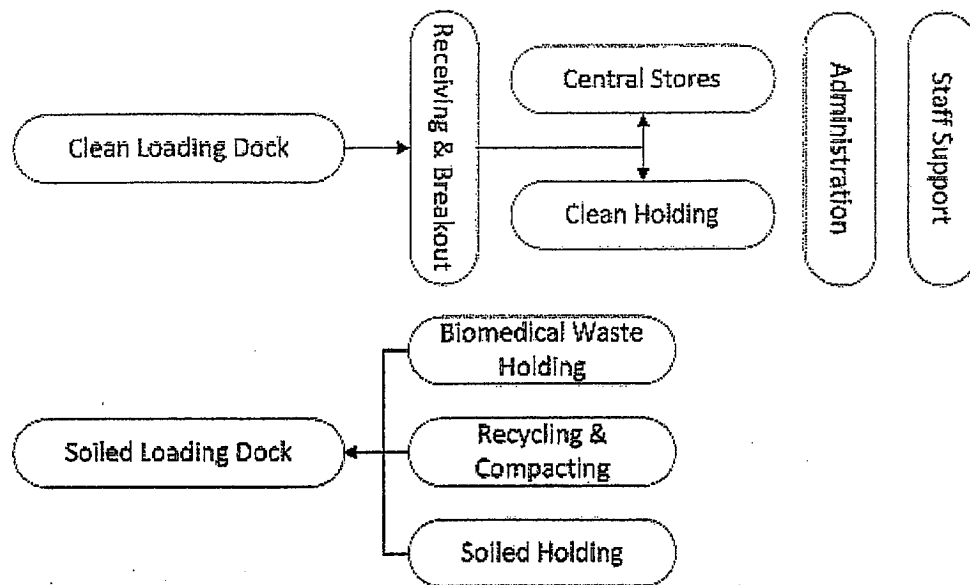 Clean Loading Dock
Receiving & Breakout
Central Stores
Clean Holding
Administration
Staff Support
Biomedical Waste
Holding
Soiled Loading Dock
Recycling &
Compacting
Soiled Holding